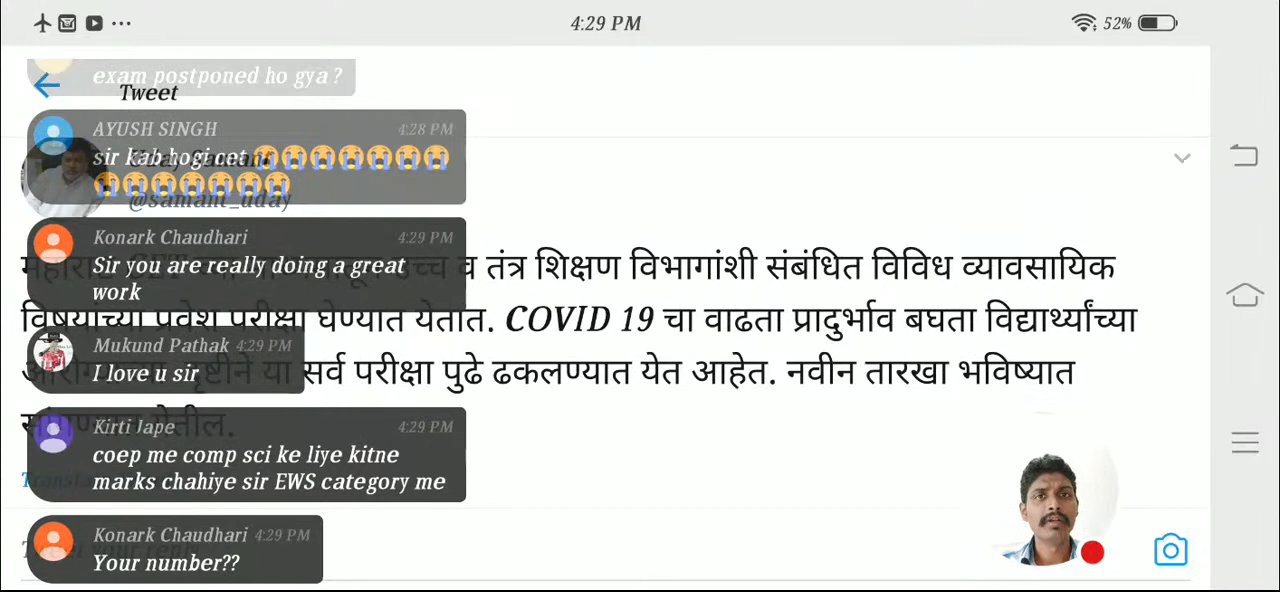 4:29 PM
52%
exam postponed ho gya ?
Tweet
AYUSH SINGH 4:28 PM
sir kab hogi cet 😭😭😭😭😭😭😭
😭😭😭😭😭😭😭
@samant_uday
Konark Chaudhari 4:29 PM
Sir you are really doing a great
work
व तंत्र शिक्षण विभागांशी संबंधित विविध व्यावसायिक
विषयांच्या प्रवेश परीक्षा घेण्यात येतात. COVID 19 चा वाढता प्रादुर्भाव बघता विद्यार्थ्यांच्या
Mukund Pathak 4:29 PM
I love u sir
या सर्व परीक्षा पुढे ढकलण्यात येत आहेत. नवीन तारखा भविष्यात
येतील.
Kirti Jape 4:29 PM
coep me comp sci ke liye kitne
marks chahiye sir EWS category me
Konark Chaudhari 4:29 PM
Your number??